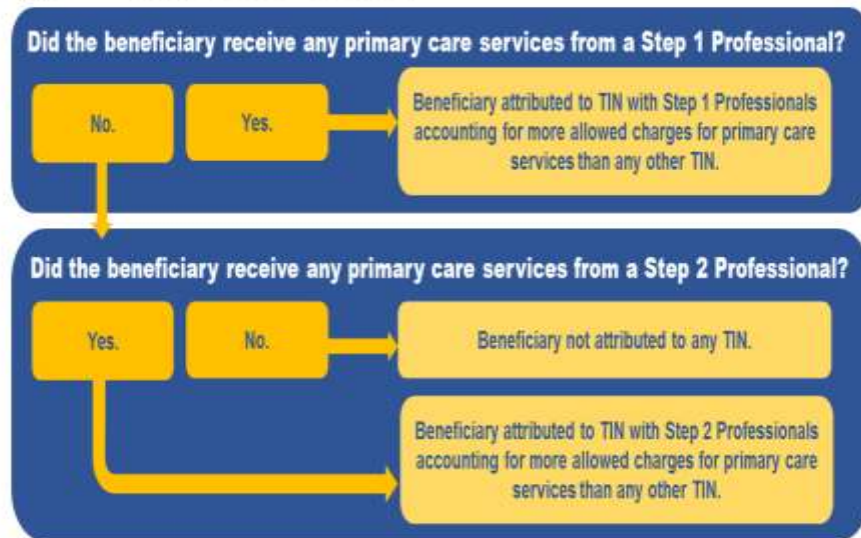 Did the beneficiary receive any primary care services from a Step 1 Professional?
No.
Yes.
Beneficiary attributed to TIN with Step 1 Professionals
accounting for more allowed charges for primary care
services than any other TIN.
Did the beneficiary receive any primary care services from a Step 2 Professional?
Yes.
No.
Beneficiary not attributed to any TIN.
Beneficiary attributed to TIN with Step 2 Professionals
accounting for more allowed charges for primary care
services than any other TIN.